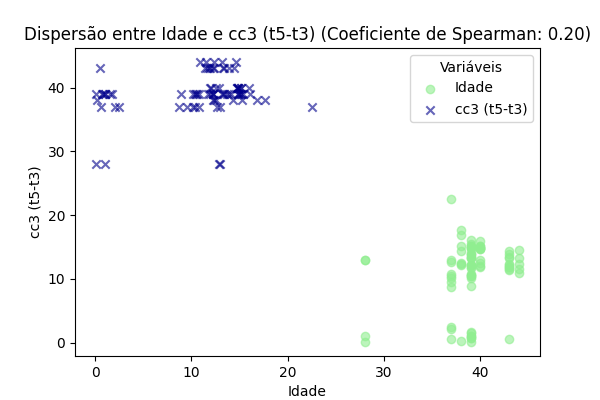 Dispersão entre Idade e cc3 (t5-t3) (Coeficiente de Spearman: 0.20)
Variáveis
Idade
cc3 (t5-t3)
cc3 (t5-t3)
40
30
20
10
0
0 10 20 30 40
Idade